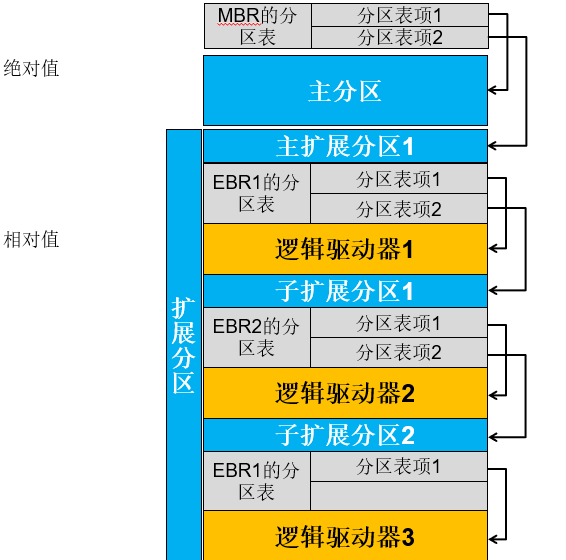 MBR的分
区表
分区表项1
分区表项2
绝对值
主分区
主扩展分区1
EBR1的分
区表
分区表项1
分区表项2
相对值
逻辑驱动器1
子扩展分区1
扩
展
分
区
EBR2的分
区表
分区表项1
分区表项2
逻辑驱动器2
子扩展分区2
EBR1的分
区表
分区表项1
逻辑驱动器3